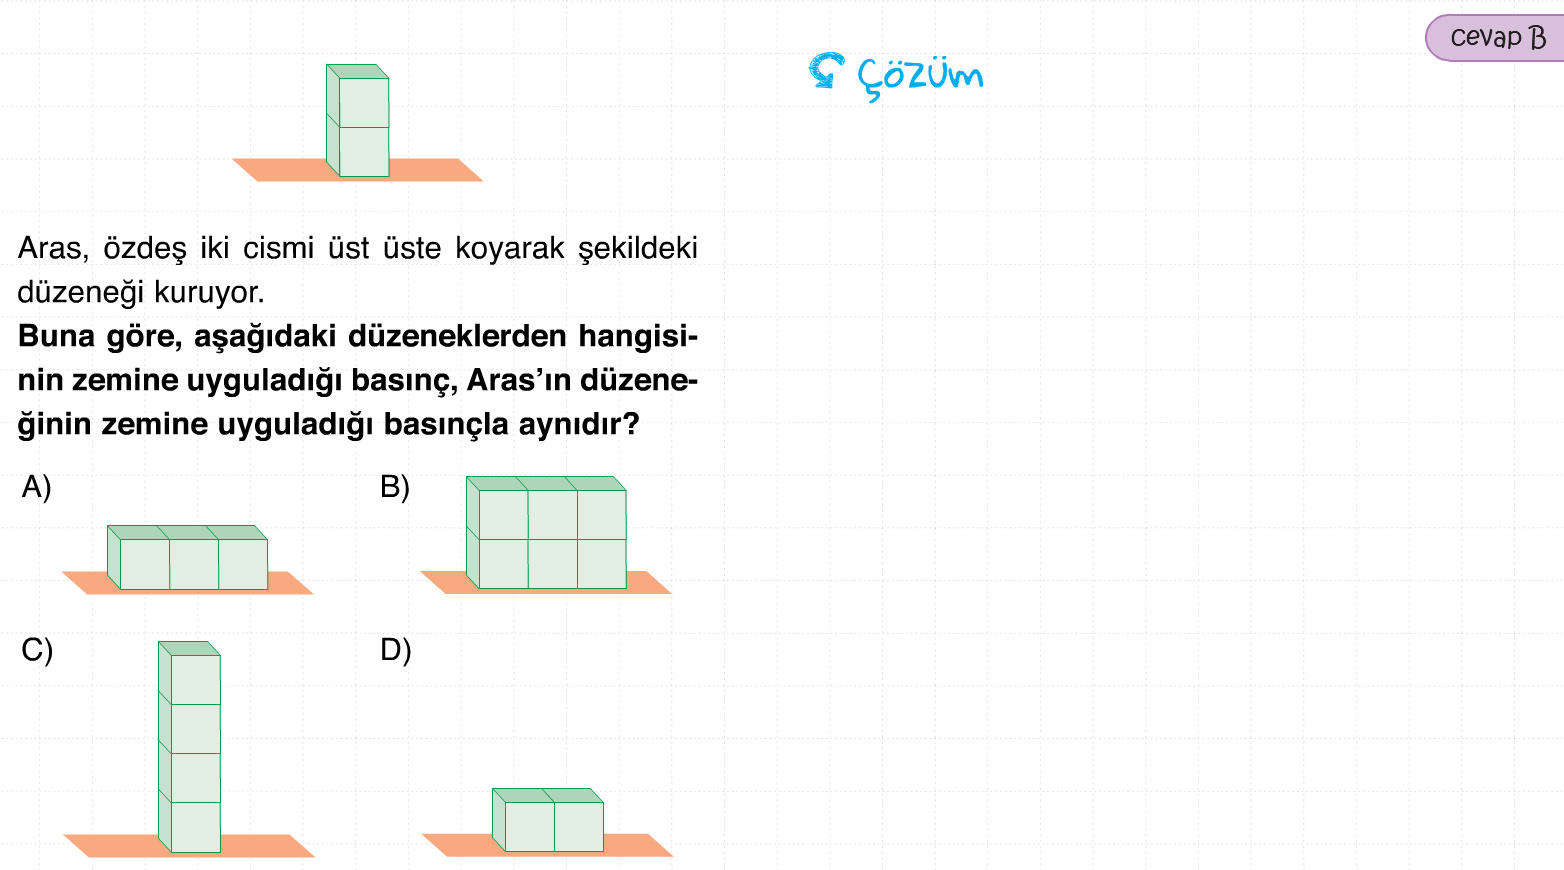 Cevap B
Çözüm
Aras, özdeş iki cismi üst üste koyarak şekildeki
düzeneği kuruyor.
Buna göre, aşağıdaki düzeneklerden hangisi-
nin zemine uyguladığı basınç, Aras’ın düzene-
ğinin zemine uyguladığı basınçla aynıdır?
A)
B)
C)
D)